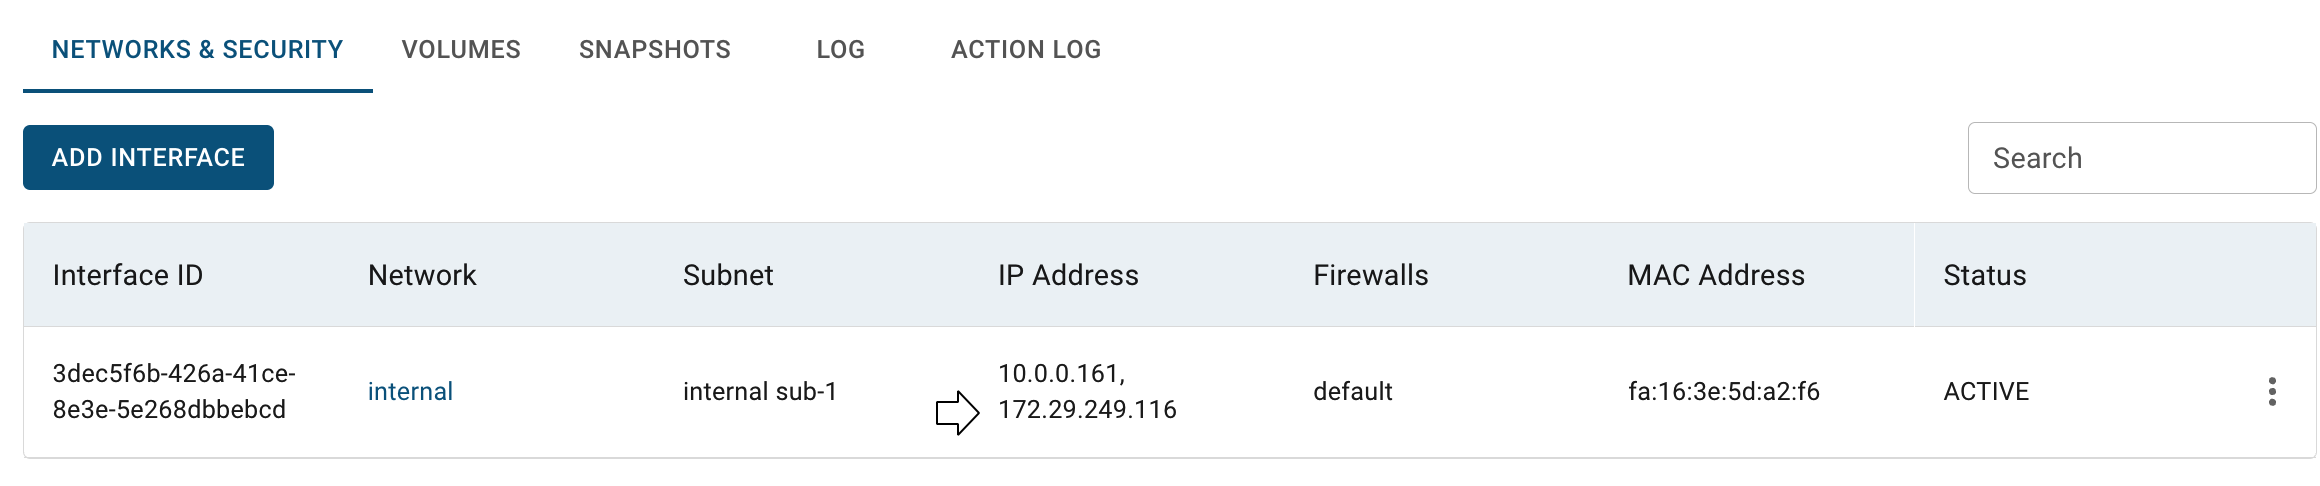 NETWORKS & SECURITY VOLUMES SNAPSHOTS LOG ACTION LOG
ADD INTERFACE Search
Interface ID Network Subnet IP Address Firewalls MAC Address Status
3dec5f6b-426a-41ce-
8e3e-5e268dbbebcd
internal
internal sub-1
10.0.0.161,
172.29.249.116
default
fa:16:3e:5d:a2:f6
ACTIVE